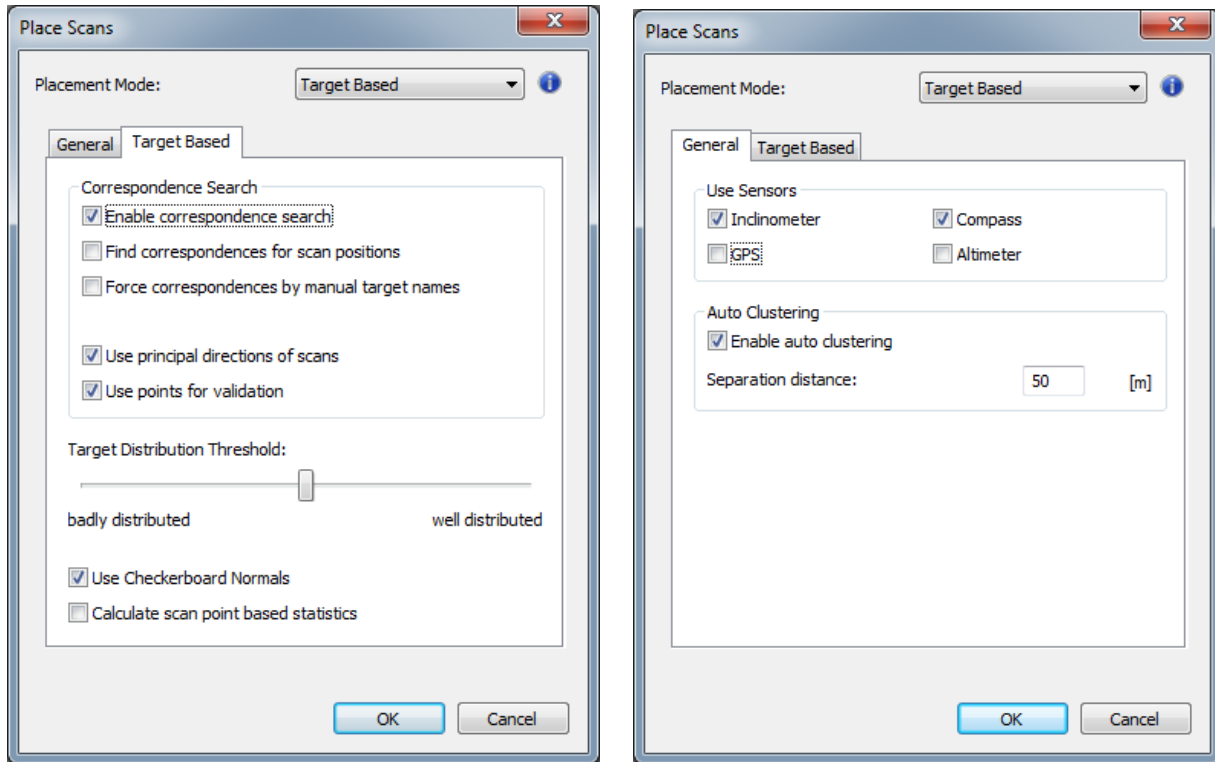 Place Scans
Placement Mode: Target Based
General Target Based
Correspondence Search
Enable correspondence search
Find correspondences for scan positions
Force correspondences by manual target names
Use principal directions of scans
Use points for validation
Target Distribution Threshold:
badly distributed well distributed
Use Checkerboard Normals
Calculate scan point based statistics
OK Cancel
Place Scans
Placement Mode: Target Based
General Target Based
Use Sensors
Inclinometer Compass
GPS Altimeter
Auto Clustering
Enable auto clustering
Separation distance: 50 [m]
OK Cancel